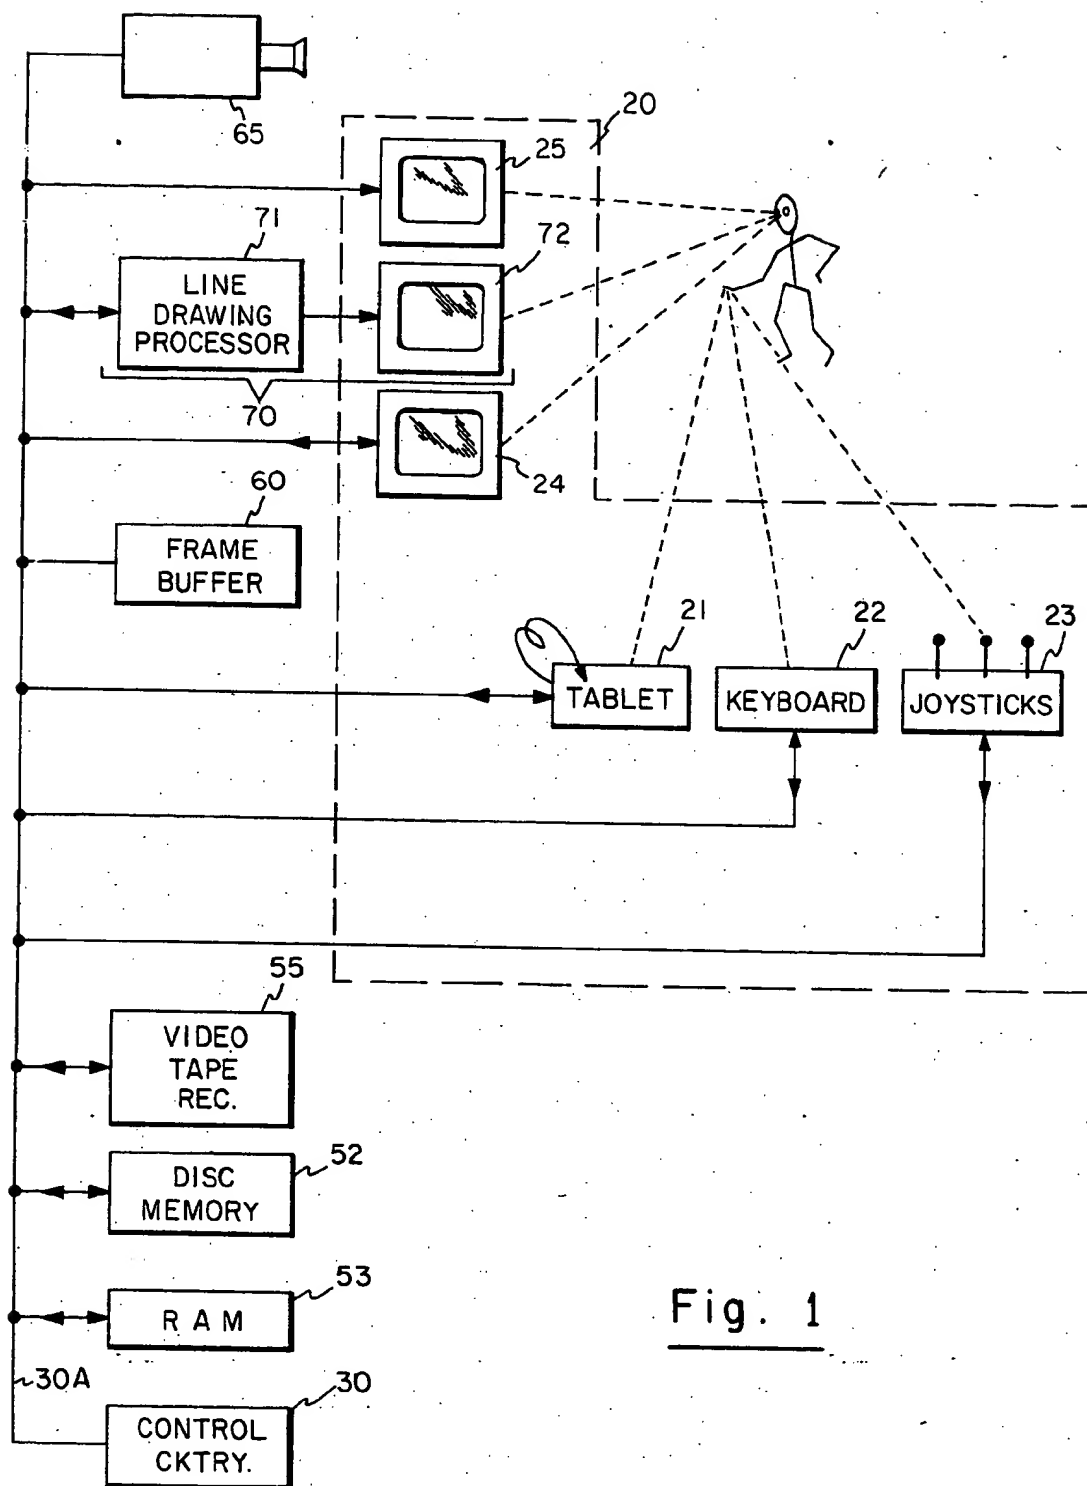 65
20
25
71
72
LINE
DRAWING
PROCESSOR
70
24
60
FRAME
BUFFER
21
22
23
TABLET
KEYBOARD
JOYSTICKS
55
VIDEO
TAPE
REC.
52
DISC
MEMORY
53
RAM
30A
30
CONTROL
CKTRY.
Fig. 1